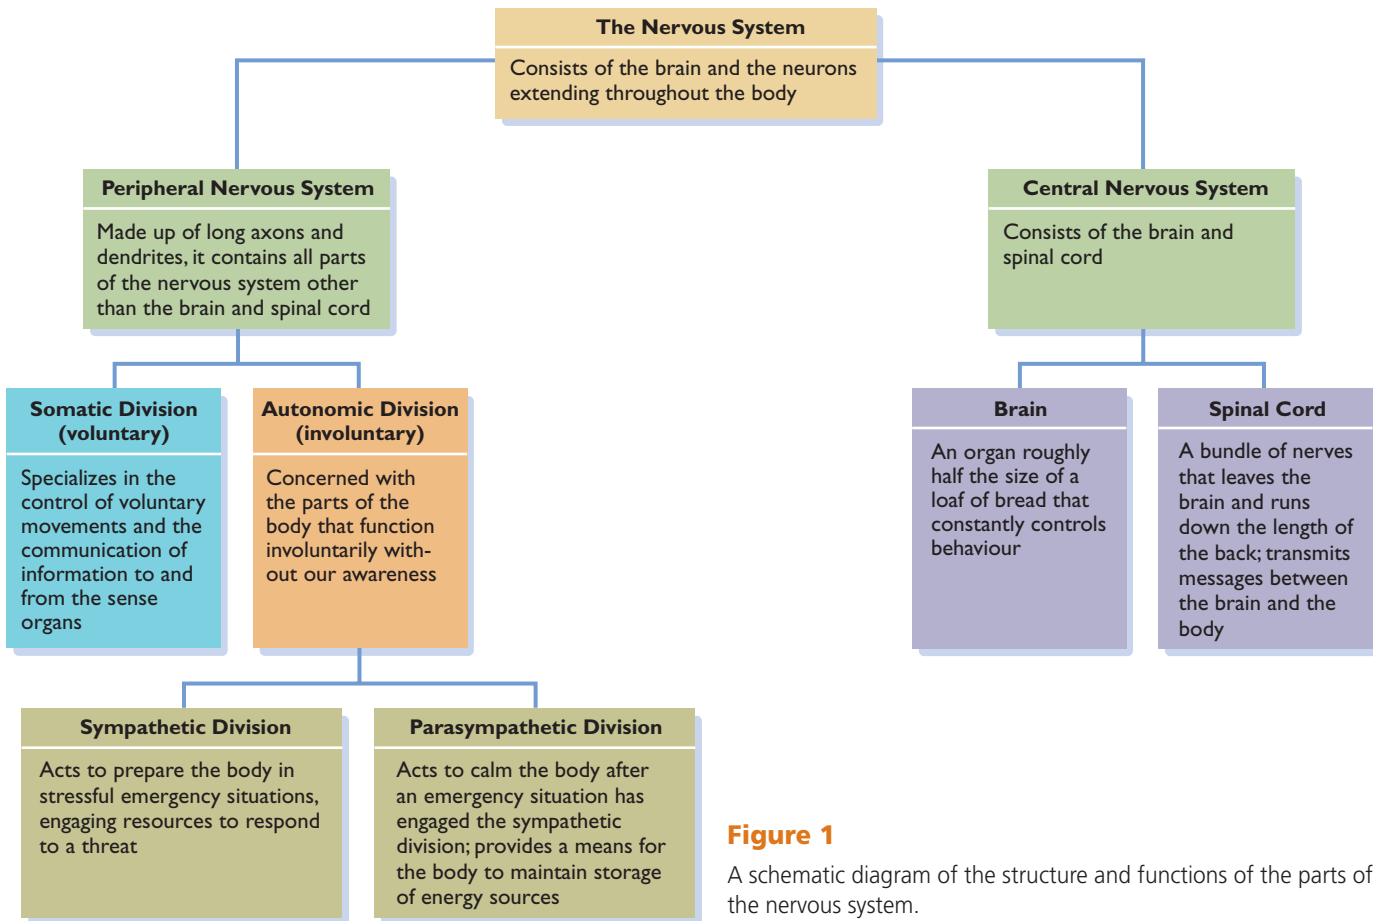 The Nervous System
Consists of the brain and the neurons
extending throughout the body
Peripheral Nervous System
Made up of long axons and
dendrites, it contains all parts
of the nervous system other
than the brain and spinal cord
Central Nervous System
Consists of the brain and
spinal cord
Somatic Division
(voluntary)
Specializes in the
control of voluntary
movements and the
communication of
information to and
from the sense
organs
Autonomic Division
(involuntary)
Concerned with
the parts of the
body that function
involuntarily with-
out our awareness
Brain
An organ roughly
half the size of a
loaf of bread that
constantly controls
behaviour
Spinal Cord
A bundle of nerves
that leaves the
brain and runs
down the length of
the back; transmits
messages between
the brain and the
body
Sympathetic Division
Acts to prepare the body in
stressful emergency situations,
engaging resources to respond
to a threat
Parasympathetic Division
Acts to calm the body after
an emergency situation has
engaged the sympathetic
division; provides a means for
the body to maintain storage
of energy sources
Figure 1
A schematic diagram of the structure and functions of the parts of
the nervous system.